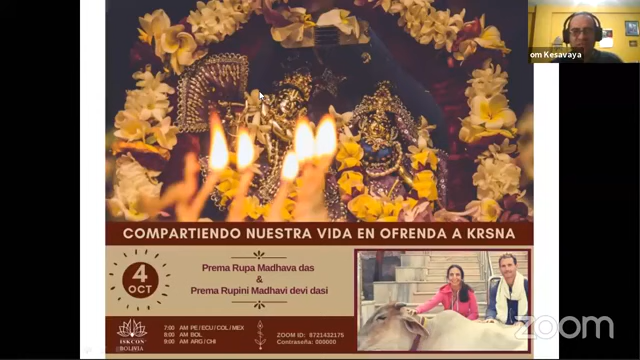 om Kesavaya
COMPARTIENDO NUESTRA VIDA EN OFRENDA A KRSNA
4
OCT
Prema Rupa Madhava das
&
Prema Rupini Madhavi devi dasi
ISKCON
BOLIVIA
7:00 AM PE / ECU / COL / MEX
8:00 AM BOL
9:00 AM ARG / CHI
ZOOM ID: 8721432175
Contraseña: 000000
zoom